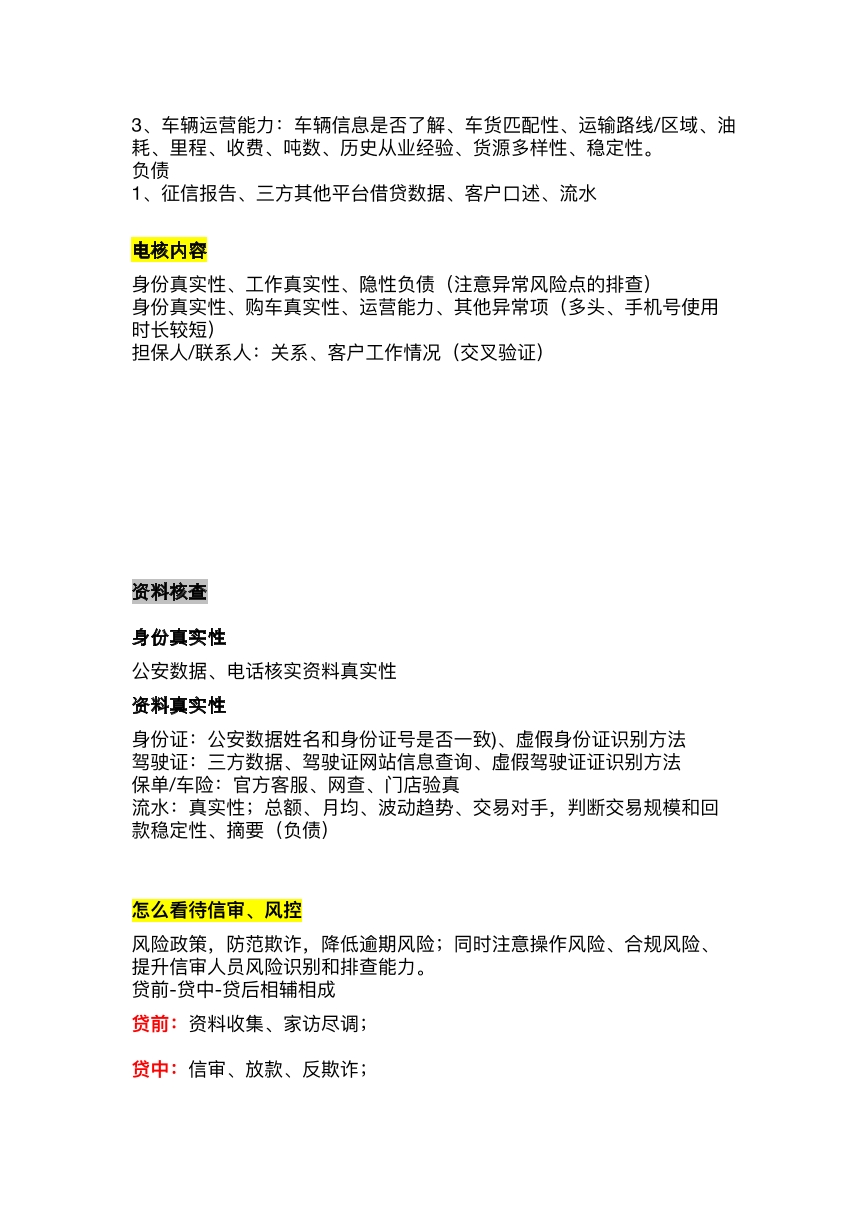 3、车辆运营能力：车辆信息是否了解、车货匹配性、运输路线/区域、油
耗、里程、收费、吨数、历史从业经验、货源多样性、稳定性。
负债
1、征信报告、三方其他平台借贷数据、客户口述、流水
电核内容
身份真实性、工作真实性、隐性负债（注意异常风险点的排查）
身份真实性、购车真实性、运营能力、其他异常项（多头、手机号使用
时长较短）
担保人/联系人：关系、客户工作情况（交叉验证）
资料核查
身份真实性
公安数据、电话核实资料真实性
资料真实性
身份证：公安数据姓名和身份证号是否一致)、虚假身份证识别方法
驾驶证：三方数据、驾驶证网站信息查询、虚假驾驶证证识别方法
保单/车险：官方客服、网查、门店验真
流水：真实性；总额、月均、波动趋势、交易对手，判断交易规模和回
款稳定性、摘要（负债）
怎么看待信审、风控
风险政策，防范欺诈，降低逾期风险；同时注意操作风险、合规风险、
提升信审人员风险识别和排查能力。
贷前-贷中-贷后相辅相成
贷前：资料收集、家访尽调；
贷中：信审、放款、反欺诈；